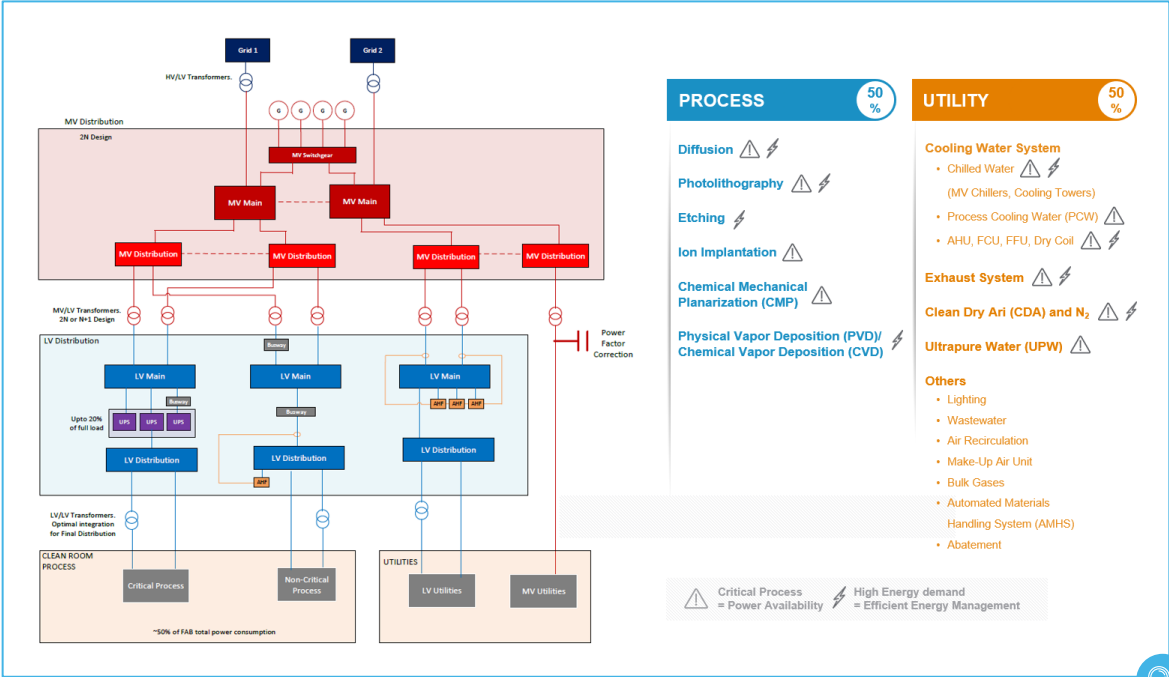 Grid 1
Grid 2
HV/LV Transformers.
G
G
G
G
MV Distribution
2N Design
MV Switchgear
MV Main
MV Main
MV Distribution
MV Distribution
MV Distribution
MV Distribution
MV/LV Transformers.
2N or N+1 Design
Power
Factor
Correction
LV Distribution
Busway
LV Main
LV Main
LV Main
Busway
AHF
AHF
AHF
Busway
Upto 20%
of full load
UPS
UPS
UPS
LV Distribution
LV Distribution
LV Distribution
AHF
LV/LV Transformers.
Optimal integration
for Final Distribution
CLEAN ROOM
PROCESS
Critical Process
Non-Critical
Process
~50% of FAB total power consumption
UTILITIES
LV Utilities
MV Utilities
PROCESS
50
%
Diffusion
Photolithography
Etching
Ion Implantation
Chemical Mechanical
Planarization (CMP)
Physical Vapor Deposition (PVD)/
Chemical Vapor Deposition (CVD)
UTILITY
50
%
Cooling Water System
• Chilled Water
(MV Chillers, Cooling Towers)
• Process Cooling Water (PCW)
• AHU, FCU, FFU, Dry Coil
Exhaust System
Clean Dry Ari (CDA) and N₂
Ultrapure Water (UPW)
Others
• Lighting
• Wastewater
• Air Recirculation
• Make-Up Air Unit
• Bulk Gases
• Automated Materials
Handling System (AMHS)
• Abatement
Critical Process
= Power Availability
High Energy demand
= Efficient Energy Management